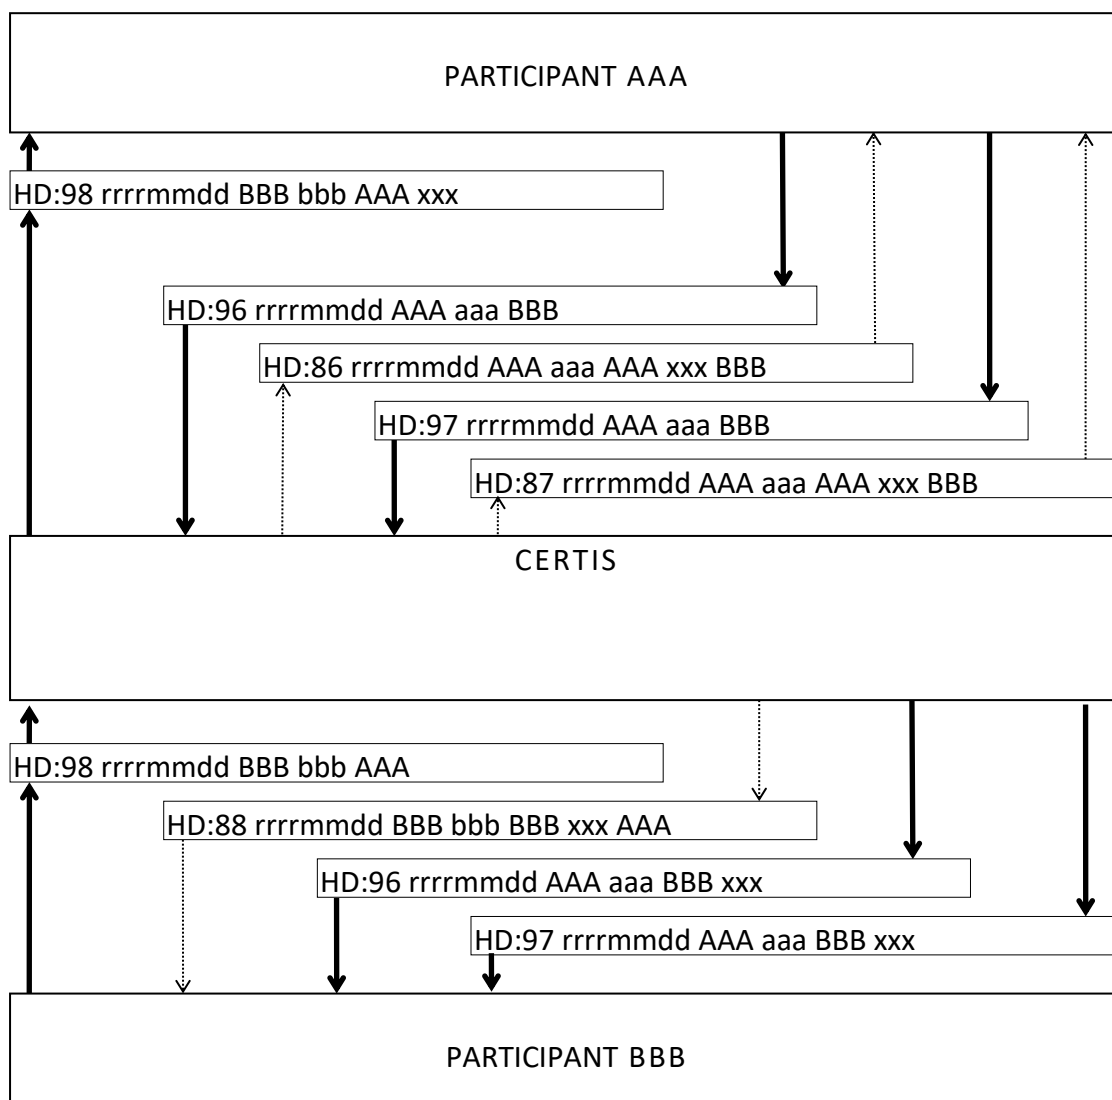 PARTICIPANT AAA
HD:98 rrrrmmdd BBB bbb AAA xxx
HD:96 rrrrmmdd AAA aaa BBB
HD:86 rrrrmmdd AAA aaa AAA xxx BBB
HD:97 rrrrmmdd AAA aaa BBB
HD:87 rrrrmmdd AAA aaa AAA xxx BBB
CERTIS
HD:98 rrrrmmdd BBB bbb AAA
HD:88 rrrrmmdd BBB bbb BBB xxx AAA
HD:96 rrrrmmdd AAA aaa BBB xxx
HD:97 rrrrmmdd AAA aaa BBB xxx
PARTICIPANT BBB